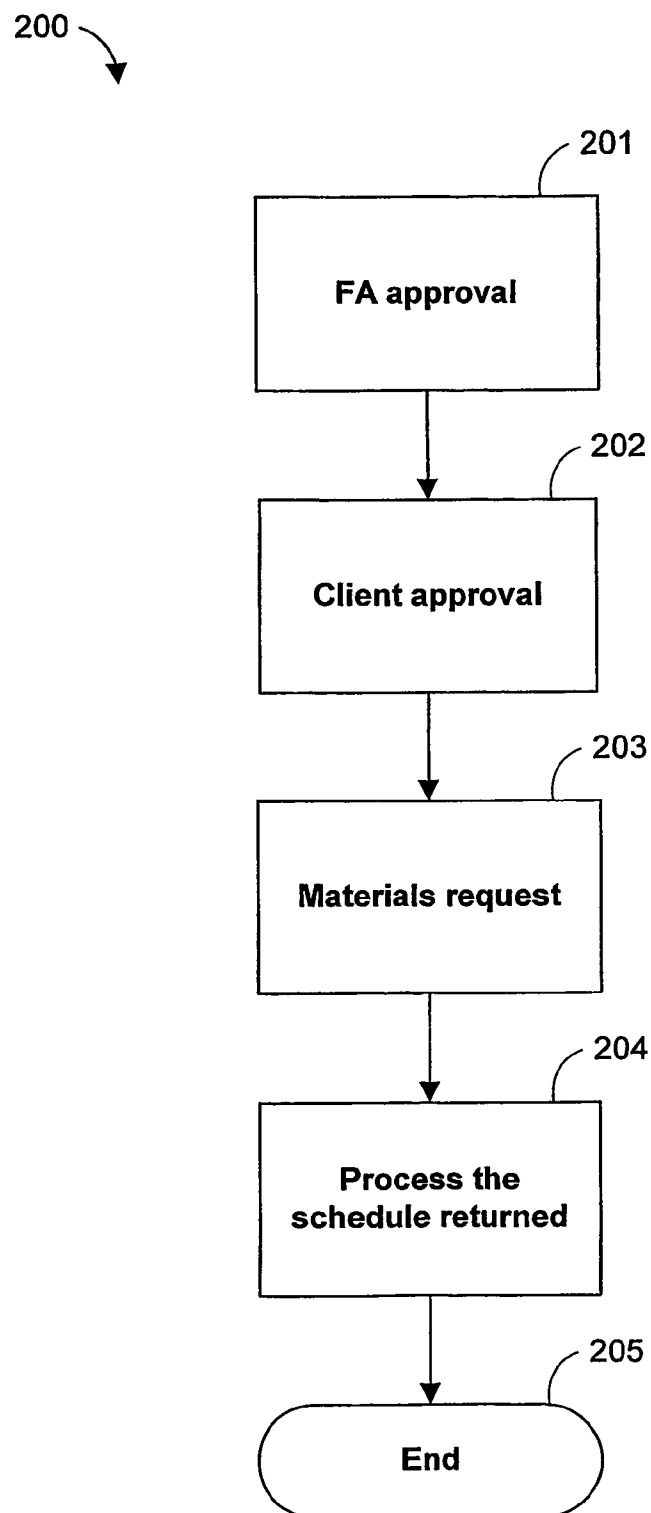 200
201
FA approval
202
Client approval
203
Materials request
204
Process the
schedule returned
205
End